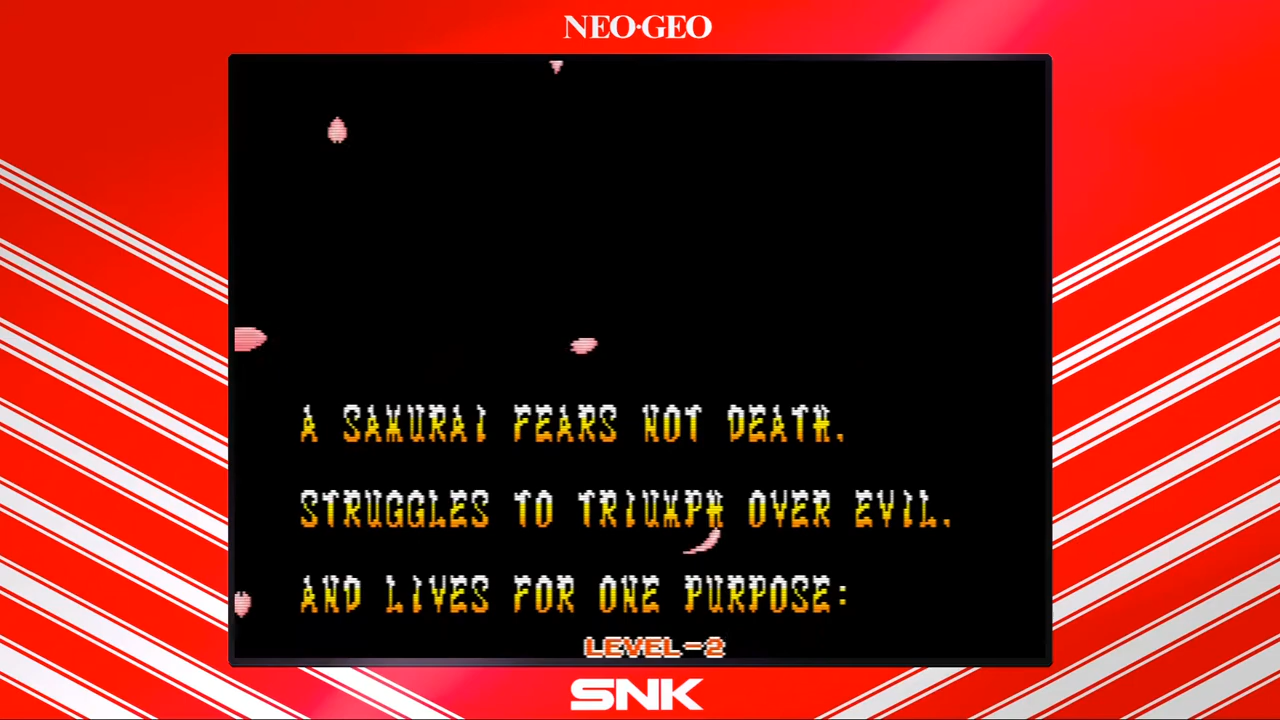 NEO·GEO
A SAMURAI FEARS NOT DEATH.
STRUGGLES TO TRIUMPH OVER EVIL.
AND LIVES FOR ONE PURPOSE:
LEVEL-2
SNK